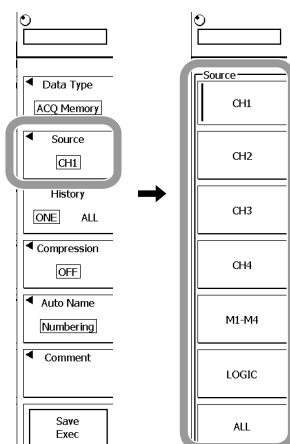 Data Type
ACQ Memory
Source
CH1
History
ONE ALL
Compression
OFF
Auto Name
Numbering
Comment
Save
Exec
Source
CH1
CH2
CH3
CH4
M1-M4
LOGIC
ALL